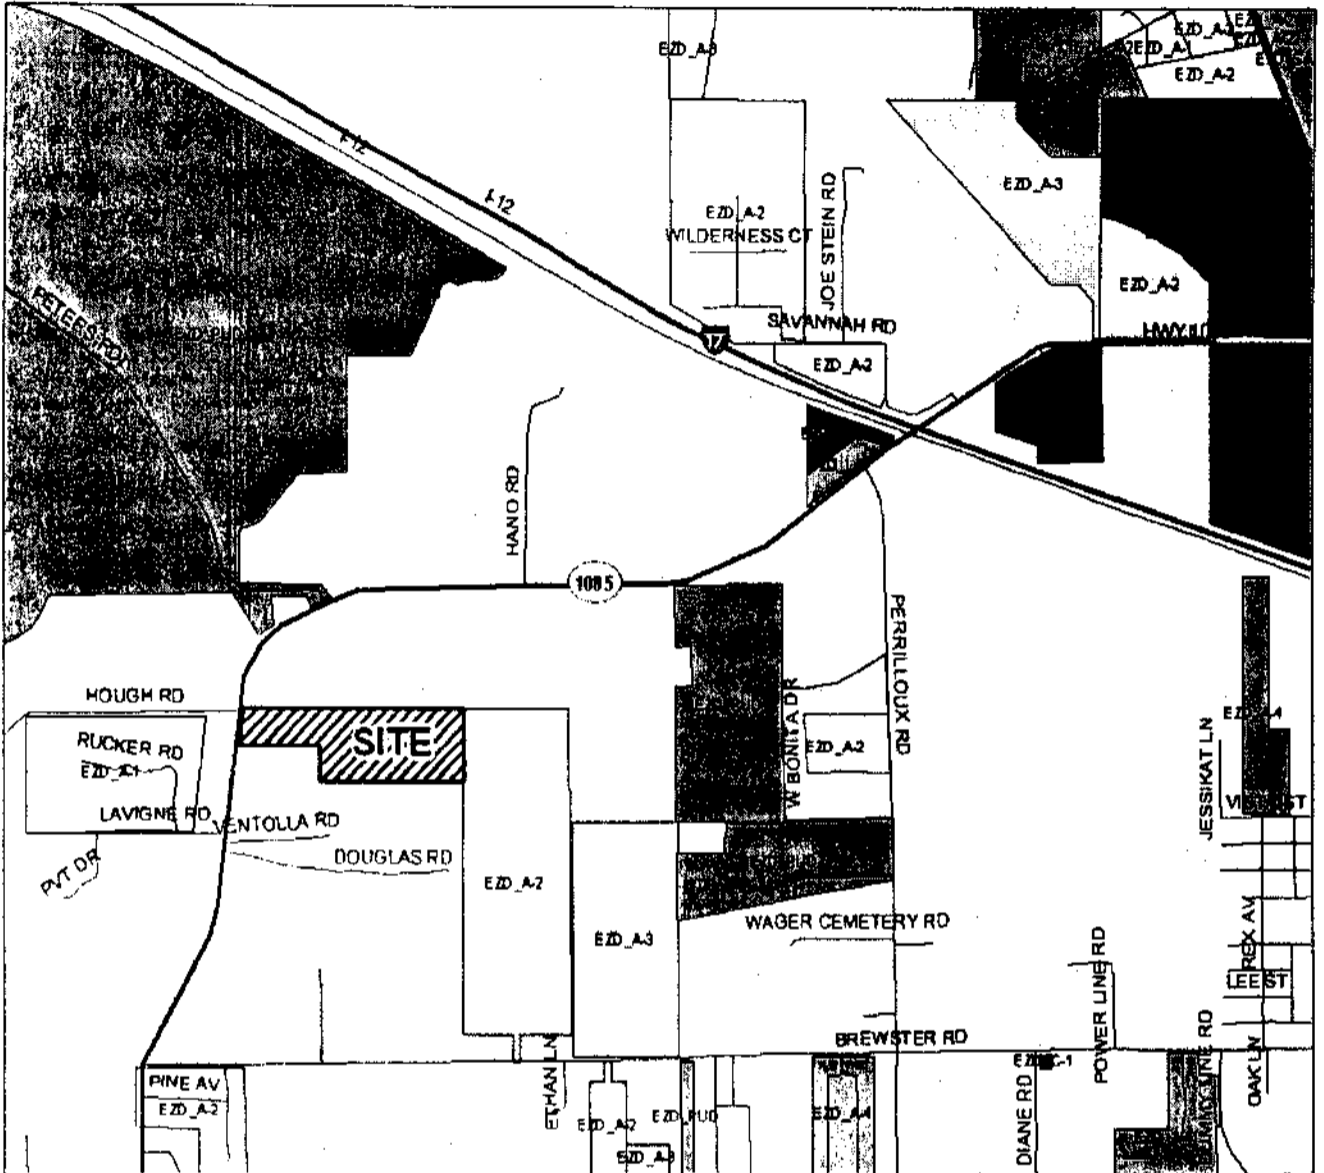 EZD_A-3
EZD_A-2
I-12
I-12
EZD_A-3
JOE STEIN RD
EZD_A-2
WILDERNESS CT
EZD_A-2
PETERS RD
SAVANNAH RD
HWY
12
EZD_A-2
HANO RD
1085
PERRILLOUX RD
HOUGH RD
RUCKER RD
EZD_A-1
SITE
W BONITA DR
EZD_A-2
JESSIKAT LN
LAVIGNE RD
VENTOLLA RD
DOUGLAS RD
PVT DR
EZD_A-2
EZD_A-3
WAGER CEMETERY RD
REX AV
POWER LINE RD
LEE ST
BREWSTER RD
PINE AV
EZD_A-2
ETHAN LN
EZD_A-2
EZD_PUD
EZD_A-4
DIANE RD
OAK LN
EZD_A-3